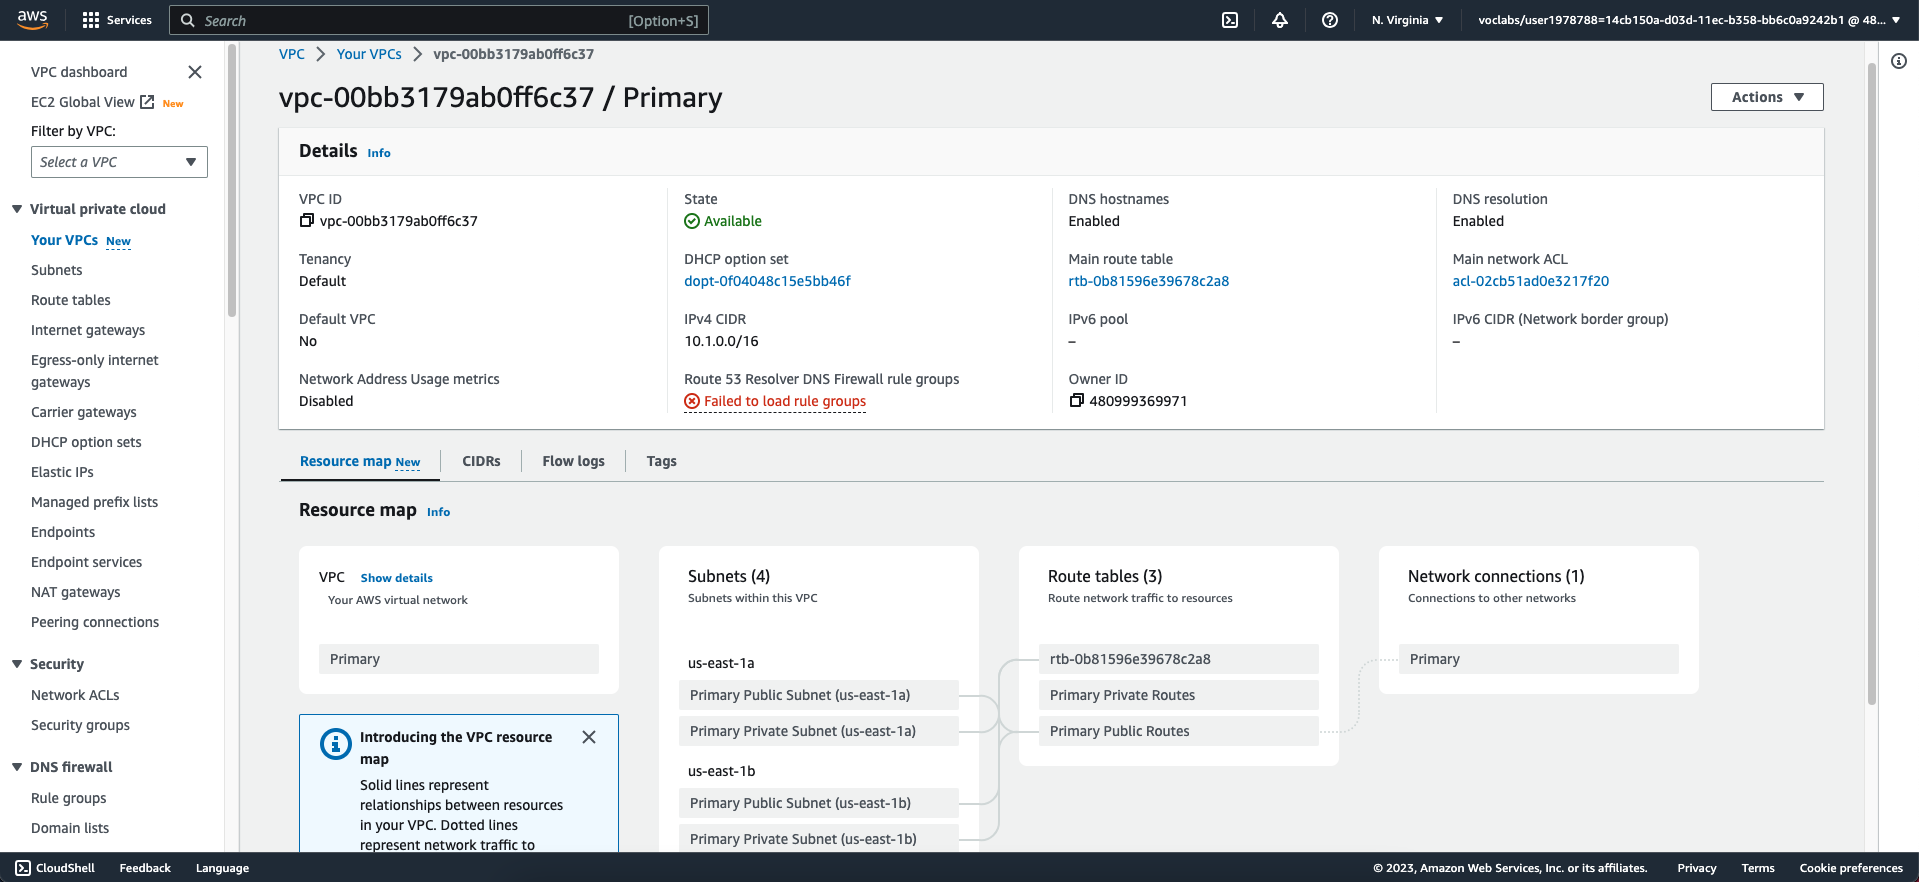 aws
Services
Search
[Option+S]
N. Virginia
voclabs/user1978788=14cb150a-d03d-11ec-b358-bb6c0a9242b1 @ 48...
VPC dashboard
EC2 Global View New
Filter by VPC:
Select a VPC
Virtual private cloud
Your VPCs New
Subnets
Route tables
Internet gateways
Egress-only internet
gateways
Carrier gateways
DHCP option sets
Elastic IPs
Managed prefix lists
Endpoints
Endpoint services
NAT gateways
Peering connections
Security
Network ACLs
Security groups
DNS firewall
Rule groups
Domain lists
VPC
Your VPCs
vpc-00bb3179ab0ff6c37
vpc-00bb3179ab0ff6c37 / Primary
Actions
Details Info
VPC ID
vpc-00bb3179ab0ff6c37
State
Available
DNS hostnames
Enabled
DNS resolution
Enabled
Tenancy
Default
DHCP option set
dopt-0f04048c15e5bb46f
Main route table
rtb-0b81596e39678c2a8
Main network ACL
acl-02cb51ad0e3217f20
Default VPC
No
IPv4 CIDR
10.1.0.0/16
IPv6 pool
–
IPv6 CIDR (Network border group)
–
Network Address Usage metrics
Disabled
Route 53 Resolver DNS Firewall rule groups
Failed to load rule groups
Owner ID
480999369971
Resource map New
CIDRs
Flow logs
Tags
Resource map Info
VPC Show details
Your AWS virtual network
Primary
Introducing the VPC resource
map
Solid lines represent
relationships between resources
in your VPC. Dotted lines
represent network traffic to
Subnets (4)
Subnets within this VPC
us-east-1a
Primary Public Subnet (us-east-1a)
Primary Private Subnet (us-east-1a)
us-east-1b
Primary Public Subnet (us-east-1b)
Primary Private Subnet (us-east-1b)
Route tables (3)
Route network traffic to resources
rtb-0b81596e39678c2a8
Primary Private Routes
Primary Public Routes
Network connections (1)
Connections to other networks
Primary
CloudShell
Feedback
Language
© 2023, Amazon Web Services, Inc. or its affiliates.
Privacy
Terms
Cookie preferences